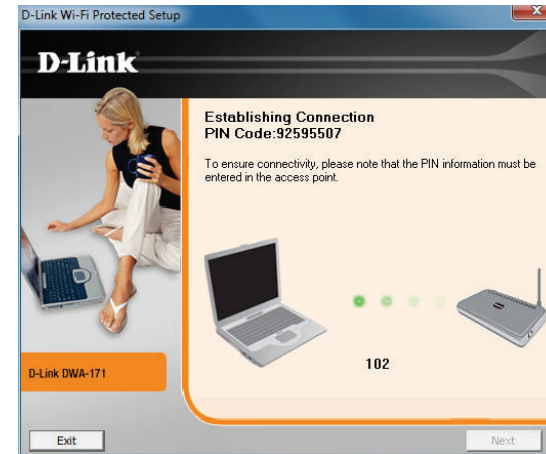 D-Link Wi-Fi Protected Setup
D-Link
Establishing Connection
PIN Code:92595507
To ensure connectivity, please note that the PIN information must be
entered in the access point.
102
D-Link DWA-171
Exit
Next